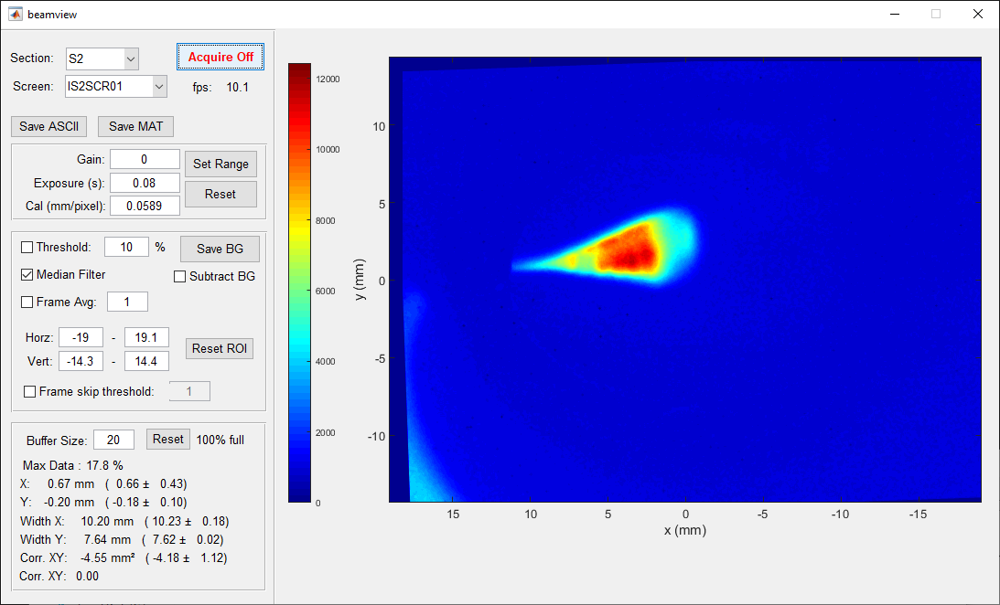 beamview
Section: S2 Acquire Off
Screen: IS2SCR01 fps: 10.1
Save ASCII Save MAT
Gain: 0 Set Range
Exposure (s): 0.08 Reset
Cal (mm/pixel): 0.0589
Threshold: 10 % Save BG
Median Filter Subtract BG
Frame Avg: 1
Horz: -19 - 19.1 Reset ROI
Vert: -14.3 - 14.4
Frame skip threshold: 1
Buffer Size: 20 Reset 100% full
Max Data : 17.8 %
X: 0.67 mm ( 0.66 ± 0.43)
Y: -0.20 mm ( -0.18 ± 0.10)
Width X: 10.20 mm ( 10.23 ± 0.18)
Width Y: 7.64 mm ( 7.62 ± 0.02)
Corr. XY: -4.55 mm² ( -4.18 ± 1.12)
Corr. XY: 0.00
12000
10000
8000
6000
4000
2000
0
y (mm)
10
5
0
-5
-10
15 10 5 0 -5 -10 -15
x (mm)